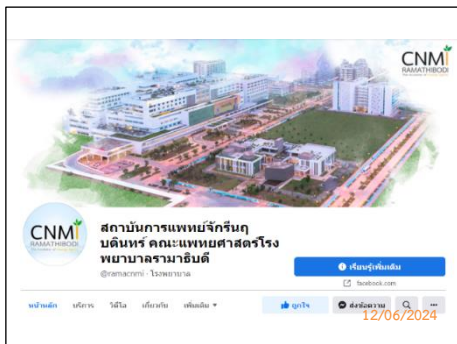 CNMI
RAMATHIBODI
CNMI
RAMATHIBODI
สถาบันการแพทย์จักรีนฤ
บดินทร์ คณะแพทยศาสตร์โรง
พยาบาลรามาธิบดี
@ramacnmi · โรงพยาบาล
เรียนรู้เพิ่มเติม
facebook.com
หน้าหลัก บริการ วิดีโอ เกี่ยวกับ เพิ่มเติม
ถูกใจ ส่งข้อความ
12/06/2024